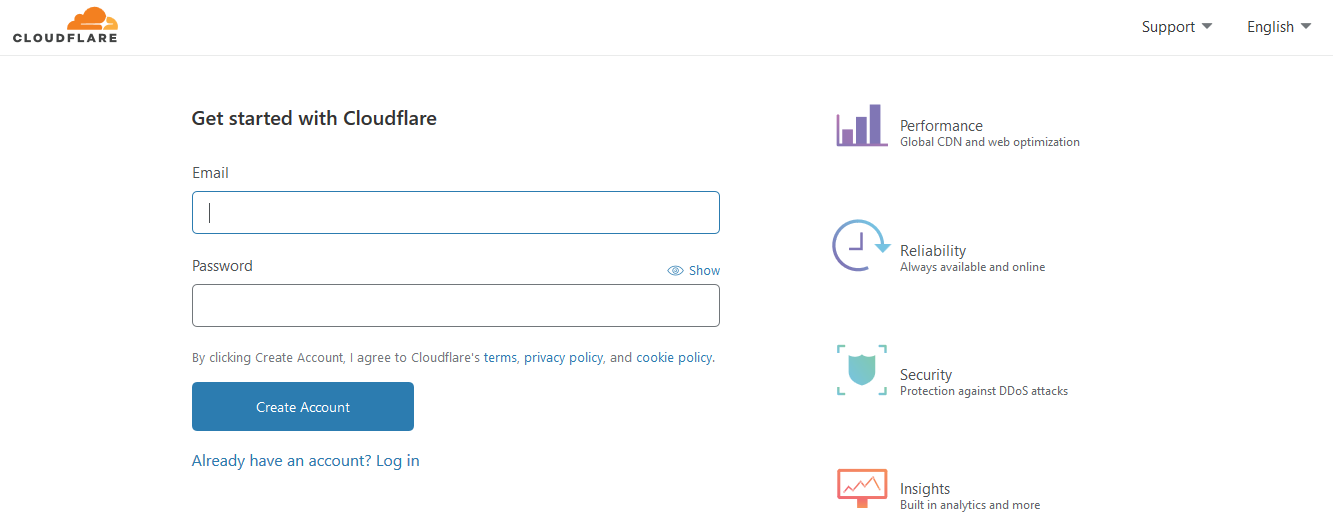 CLOUDFLARE
Support
English
Get started with Cloudflare
Email
Password
Show
By clicking Create Account, I agree to Cloudflare's terms, privacy policy, and cookie policy.
Create Account
Already have an account? Log in
Performance
Global CDN and web optimization
Reliability
Always available and online
Security
Protection against DDoS attacks
Insights
Built in analytics and more